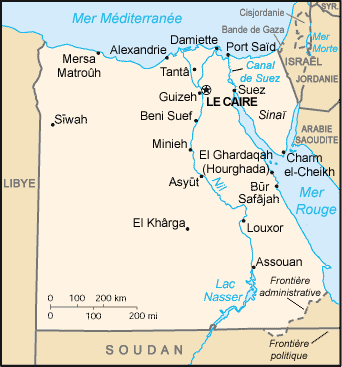 Mer Méditerranée
Cisjordanie
SYR.
Bande de Gaza
Mer
Morte
ISRAËL
JORDANIE
Damiette
Alexandrie
Port Saïd
Mersa
Matroûh
Tantâ
Canal
de Suez
Guizeh
LE CAIRE
Suez
Sinaï
Sîwah
Beni Suef
ARABIE
SAOUDITE
Minieh
El Ghardaqah
(Hourghada)
Charm
el-Cheikh
LIBYE
Asyût
Nil
Bûr
Safâjah
Mer
Rouge
El Khârga
Louxor
Assouan
Lac
Nasser
Frontière
administrative
0 100 200 km
0 100 200 mi
Frontière
politique
SOUDAN